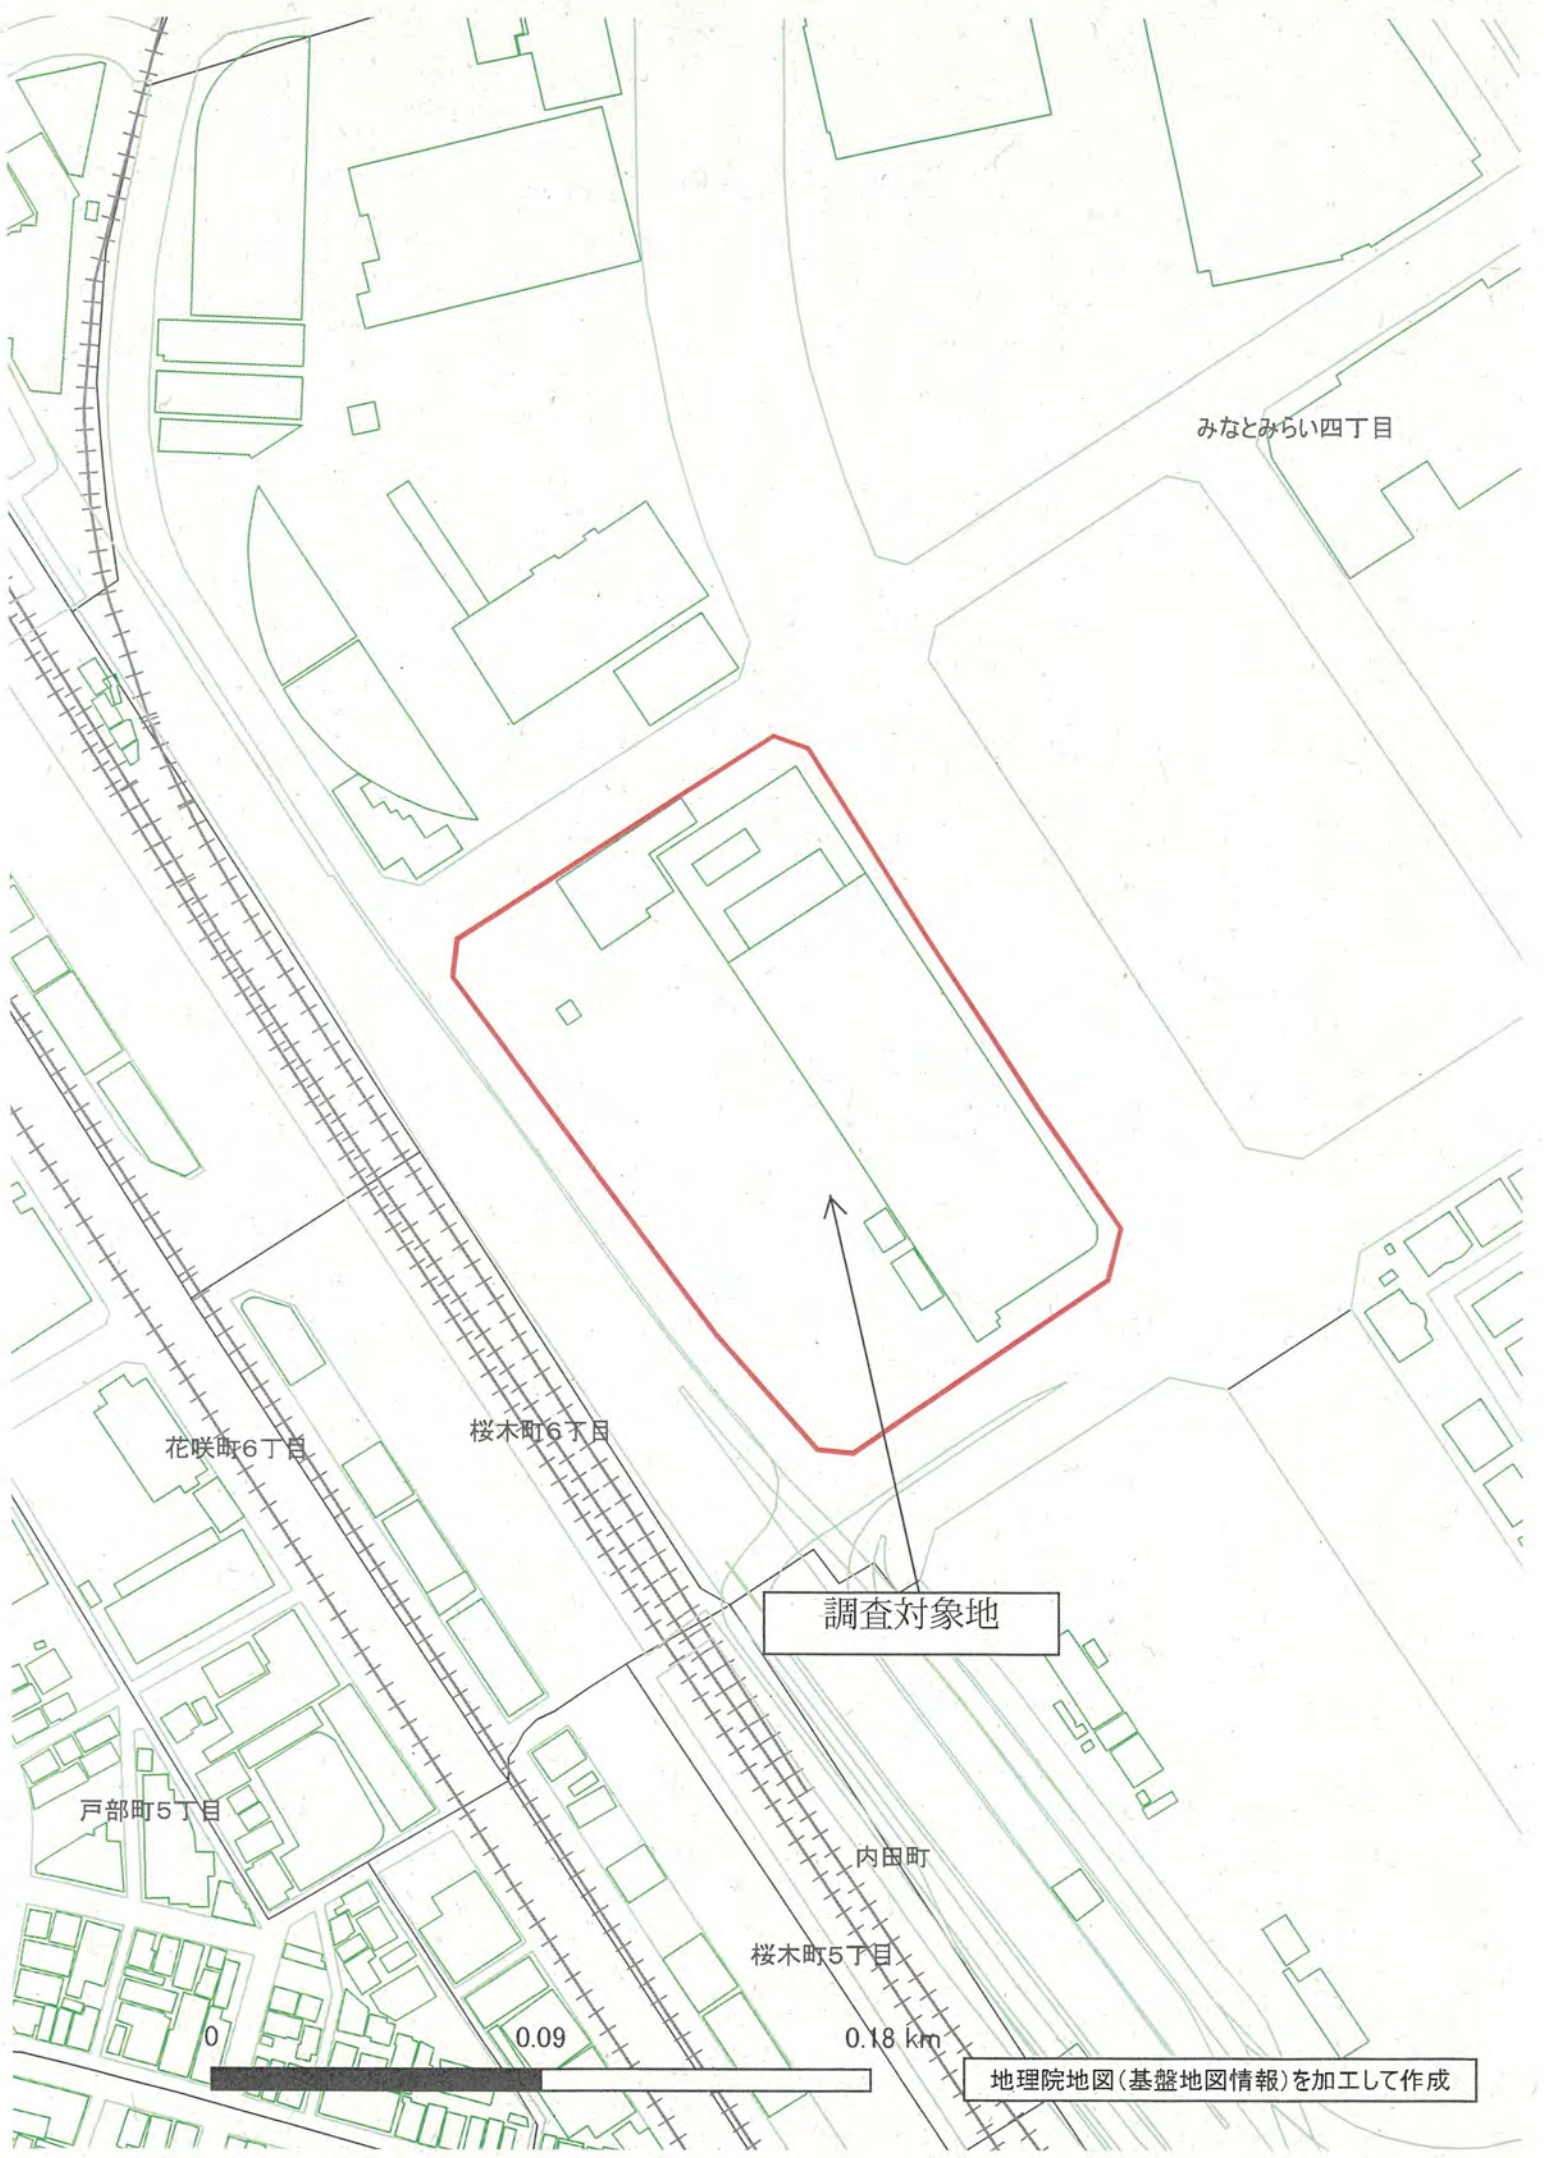 みなとみらい四丁目
桜木町6丁目
花咲町6丁目
調査対象地
戸部町5丁目
内田町
桜木町5丁目
0 0.09 0.18 km
地理院地図(基盤地図情報)を加工して作成